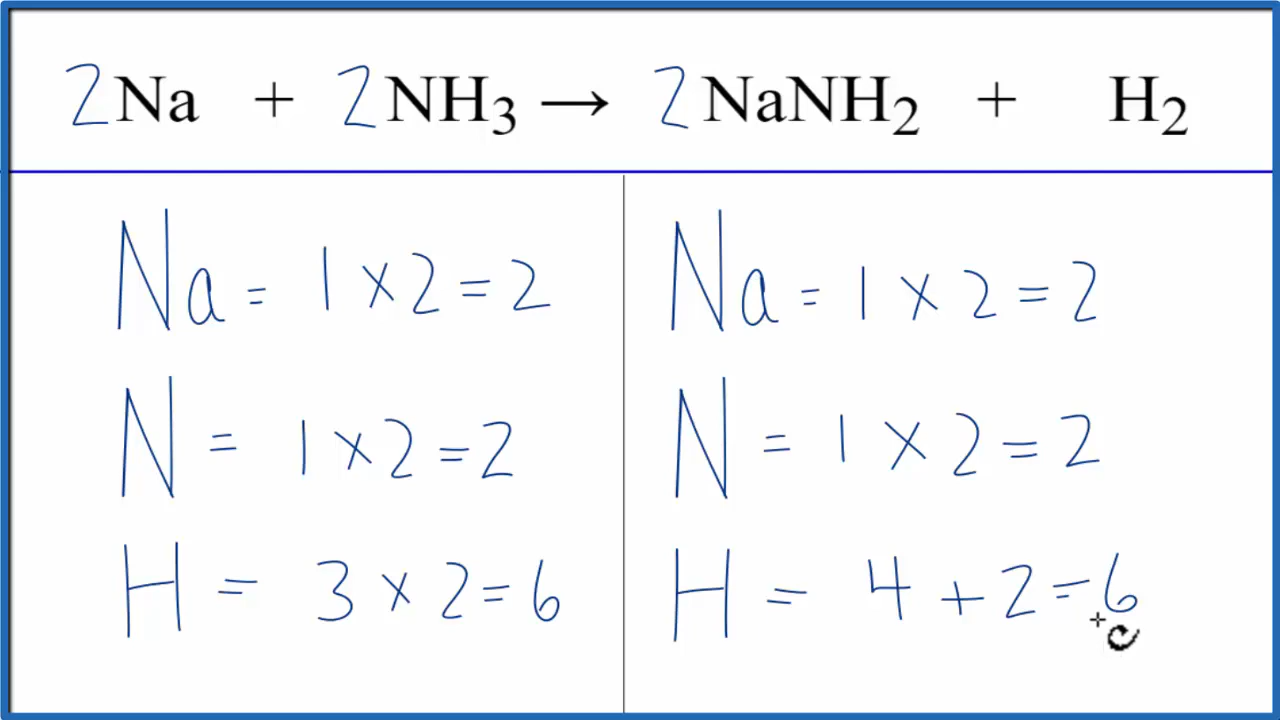 2Na + 2NH₃ → 2NaNH₂ + H₂
Na = 1 × 2 = 2
Na = 1 × 2 = 2
N = 1 × 2 = 2
N = 1 × 2 = 2
H = 3 × 2 = 6
H = 4 + 2 = 6